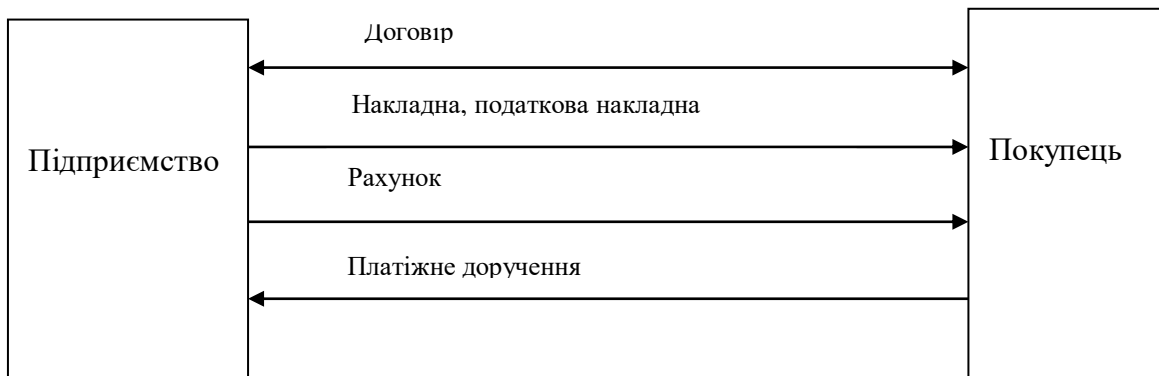 Договір
Накладна, податкова накладна
Підприємство
Покупець
Рахунок
Платіжне доручення